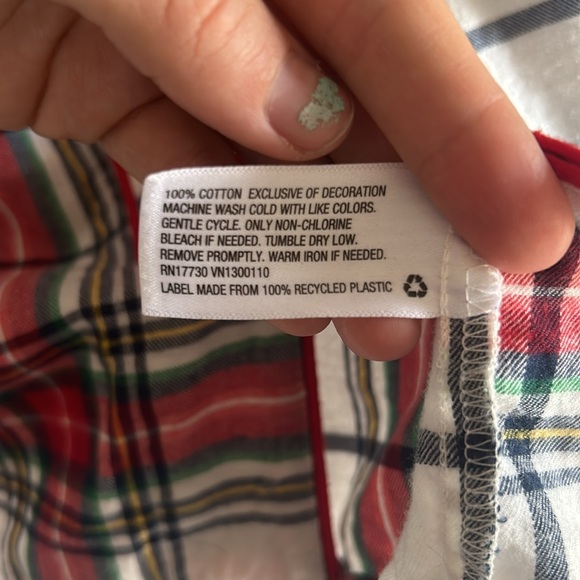 100% COTTON EXCLUSIVE OF DECORATION
MACHINE WASH COLD WITH LIKE COLORS.
GENTLE CYCLE. ONLY NON-CHLORINE
BLEACH IF NEEDED. TUMBLE DRY LOW.
REMOVE PROMPTLY. WARM IRON IF NEEDED.
RN17730 VN1300110
LABEL MADE FROM 100% RECYCLED PLASTIC